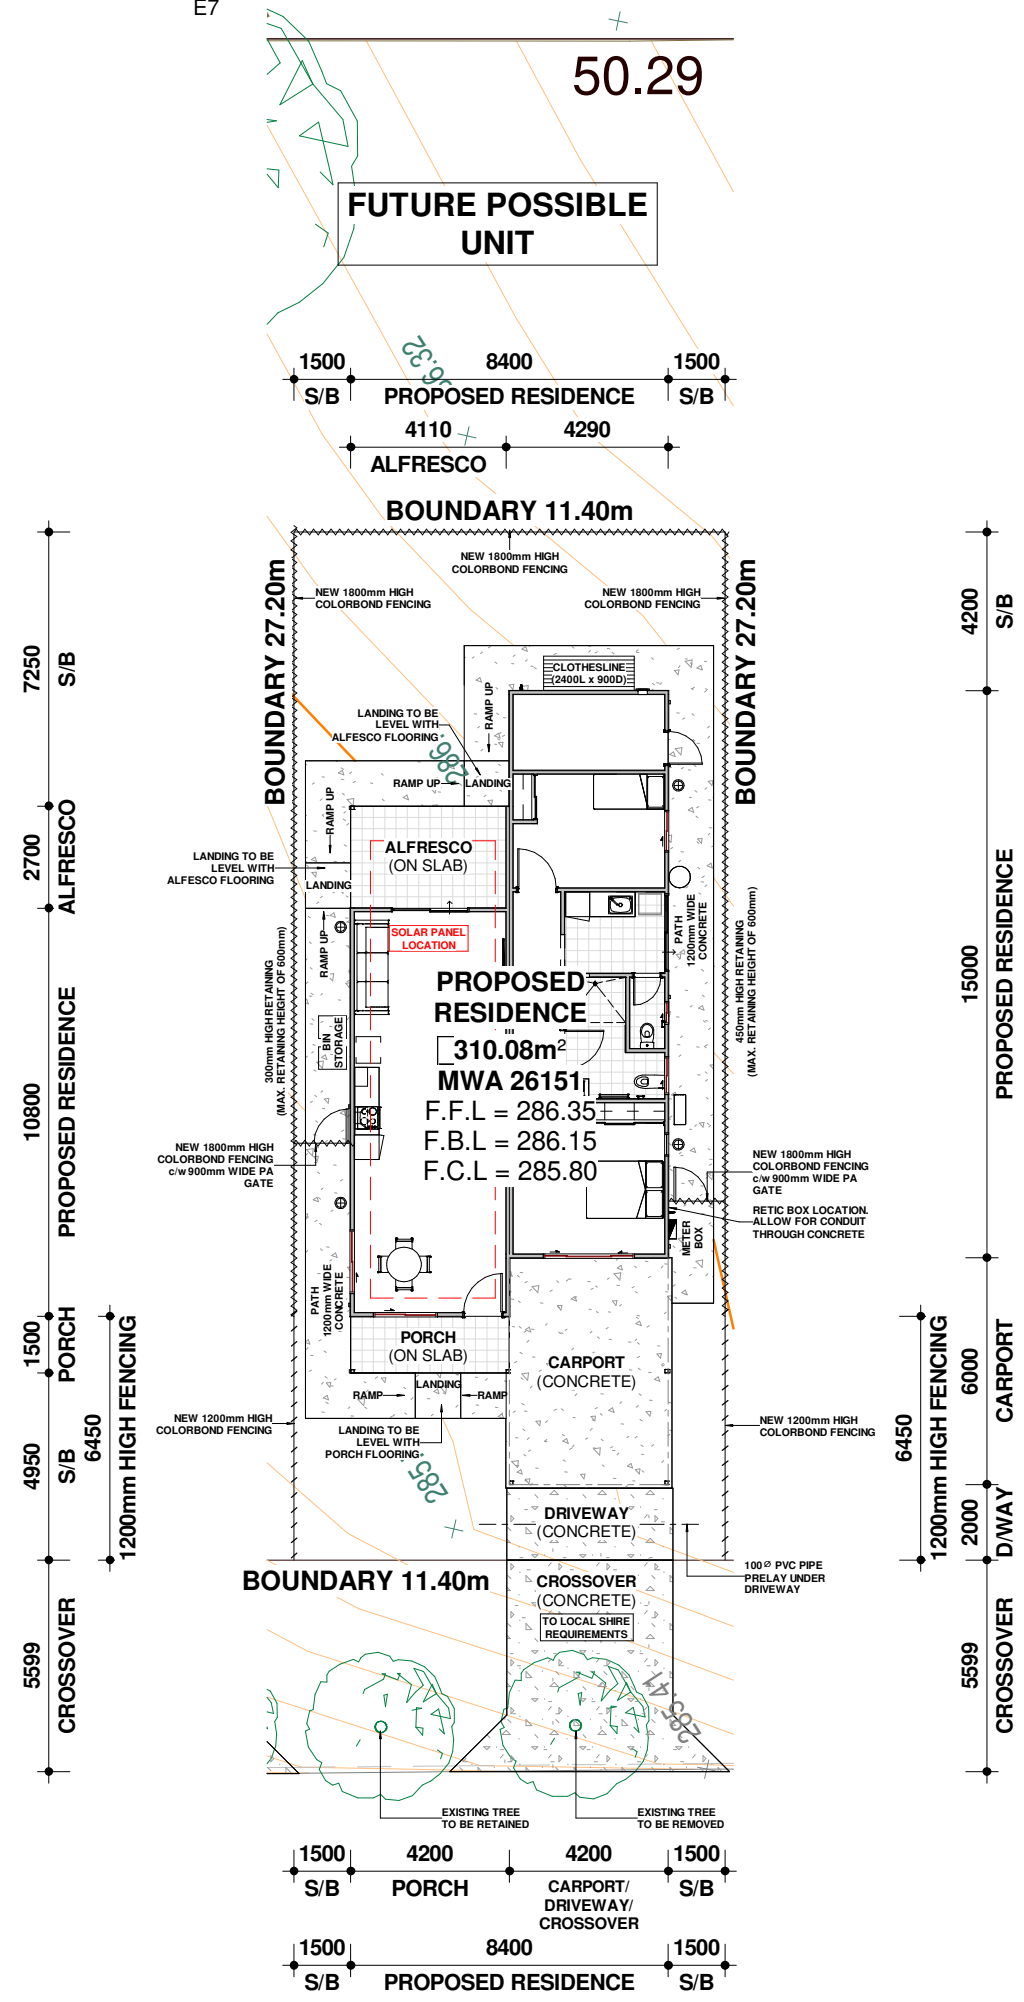 E7
50.29
FUTURE POSSIBLE
UNIT
1500
8400
1500
S/B
PROPOSED RESIDENCE
S/B
4110
4290
ALFRESCO
BOUNDARY 11.40m
NEW 1800mm HIGH
COLORBOND FENCING
NEW 1800mm HIGH
COLORBOND FENCING
NEW 1800mm HIGH
COLORBOND FENCING
BOUNDARY 27.20m
BOUNDARY 27.20m
7250
S/B
4200
S/B
CLOTHESLINE
(2400L x 900D)
RAMP UP
LANDING TO BE
LEVEL WITH
ALFESCO FLOORING
286.
RAMP UP
LANDING
RAMP UP
2700
ALFRESCO
ALFRESCO
(ON SLAB)
LANDING TO BE
LEVEL WITH
ALFESCO FLOORING
LANDING
RAMP UP
SOLAR PANEL
LOCATION
PATH
1200mm WIDE
CONCRETE
300mm HIGH RETAINING
(MAX. RETAINING HEIGHT OF 600mm)
450mm HIGH RETAINING
(MAX. RETAINING HEIGHT OF 600mm)
15000
PROPOSED RESIDENCE
10800
PROPOSED RESIDENCE
BIN
STORAGE
PROPOSED
RESIDENCE
310.08m²
MWA 26151
F.F.L = 286.35
F.B.L = 286.15
F.C.L = 285.80
NEW 1800mm HIGH
COLORBOND FENCING
c/w 900mm WIDE PA
GATE
NEW 1800mm HIGH
COLORBOND FENCING
c/w 900mm WIDE PA
GATE
RETIC BOX LOCATION.
ALLOW FOR CONDUIT
THROUGH CONCRETE
METER
BOX
PATH
1200mm WIDE
CONCRETE
1500
PORCH
PORCH
(ON SLAB)
CARPORT
(CONCRETE)
6000
CARPORT
6450
1200mm HIGH FENCING
6450
1200mm HIGH FENCING
RAMP
LANDING
RAMP
NEW 1200mm HIGH
COLORBOND FENCING
NEW 1200mm HIGH
COLORBOND FENCING
LANDING TO BE
LEVEL WITH
PORCH FLOORING
4950
S/B
285.
DRIVEWAY
(CONCRETE)
2000
D/WAY
100Ø PVC PIPE
PRELAY UNDER
DRIVEWAY
BOUNDARY 11.40m
CROSSOVER
(CONCRETE)
TO LOCAL SHIRE
REQUIREMENTS
5599
CROSSOVER
5599
CROSSOVER
285.41
EXISTING TREE
TO BE RETAINED
EXISTING TREE
TO BE REMOVED
1500
4200
4200
1500
S/B
PORCH
CARPORT/
DRIVEWAY/
CROSSOVER
S/B
1500
8400
1500
S/B
PROPOSED RESIDENCE
S/B